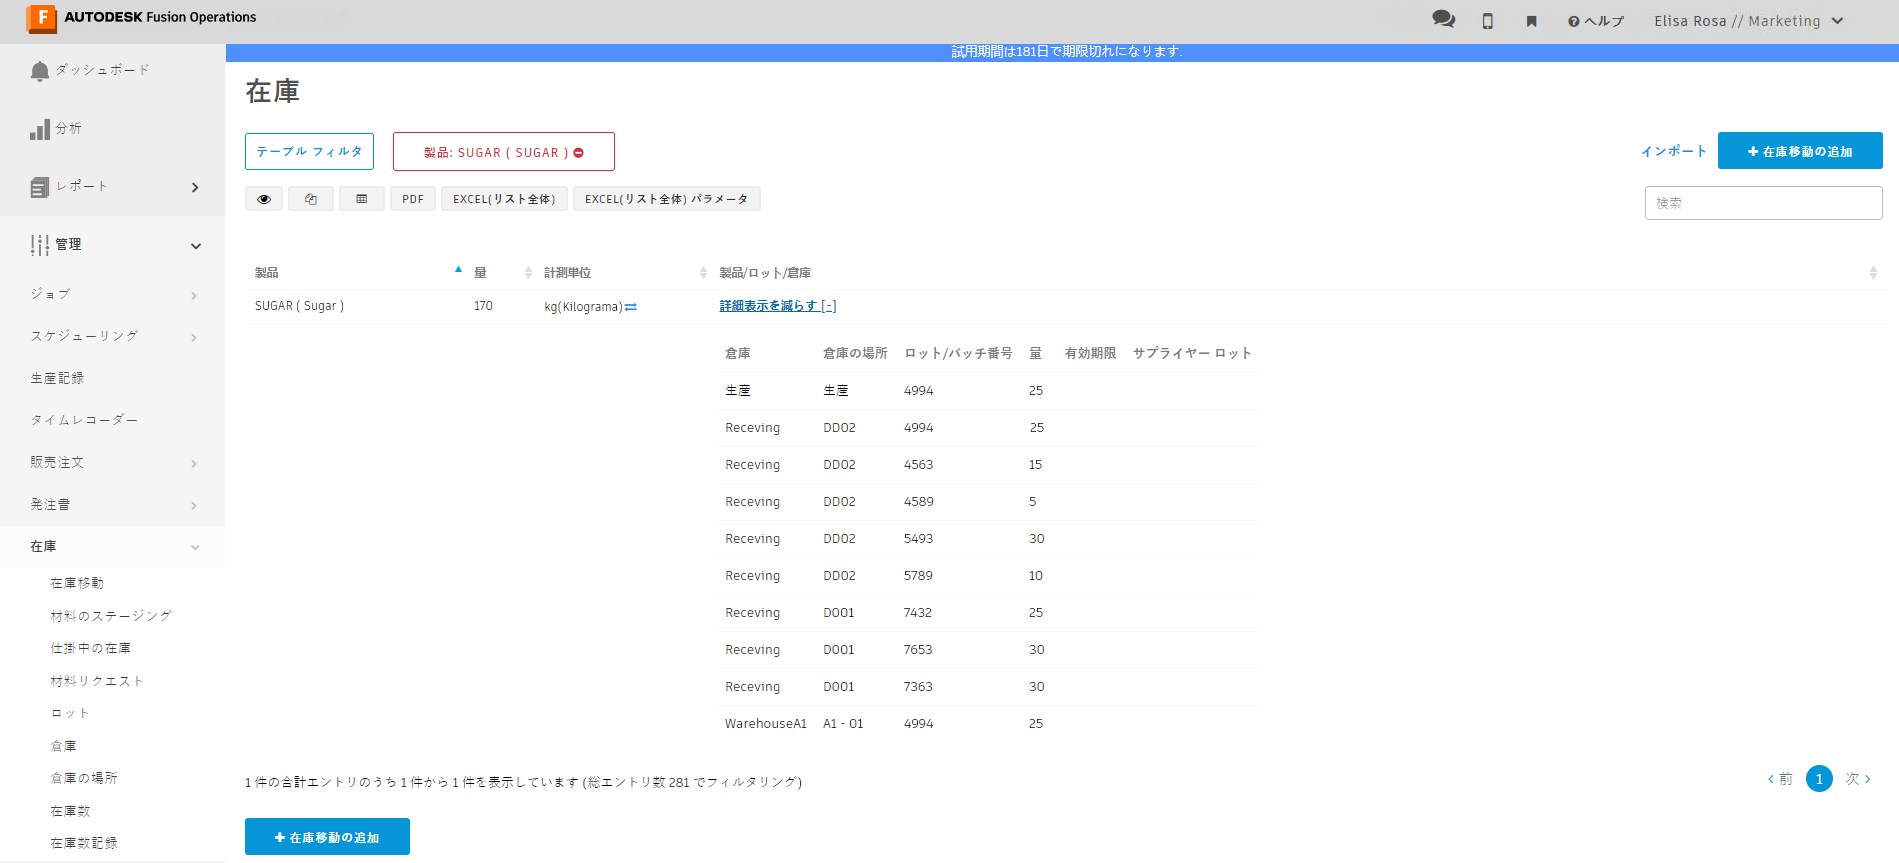 AUTODESK Fusion Operations
ヘルプ
Elisa Rosa // Marketing
試用期間は181日で期限切れになります.
ダッシュボード
分析
レポート
管理
ジョブ
スケジューリング
生産記録
タイムレコーダー
販売注文
発注書
在庫
在庫移動
材料のステージング
仕掛中の在庫
材料リクエスト
ロット
倉庫
倉庫の場所
在庫数
在庫数記録
在庫
テーブル フィルタ
製品: SUGAR ( SUGAR )
インポート
在庫移動の追加
PDF
EXCEL(リスト全体)
EXCEL(リスト全体) パラメータ
検索
製品 量 計測単位 製品/ロット/倉庫
SUGAR ( Sugar ) 170 kg(Kilograma) 詳細表示を減らす [-]
倉庫 倉庫の場所 ロット/バッチ番号 量 有効期限 サプライヤー ロット
生産 生産 4994 25
Receving DD02 4994 25
Receving DD02 4563 15
Receving DD02 4589 5
Receving DD02 5493 30
Receving DD02 5789 10
Receving DO01 7432 25
Receving DO01 7653 30
Receving DO01 7363 30
WarehouseA1 A1 - 01 4994 25
1 件の合計エントリのうち 1 件から 1 件を表示しています (総エントリ数 281 でフィルタリング)
前 1 次
在庫移動の追加